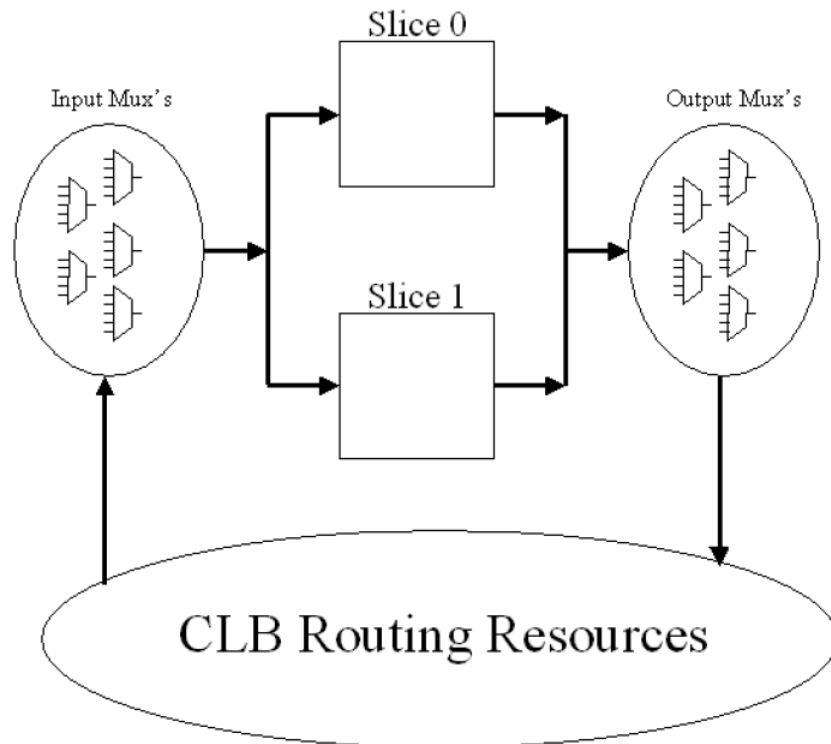 Slice 0
Input Mux's
Output Mux's
Slice 1
CLB Routing Resources